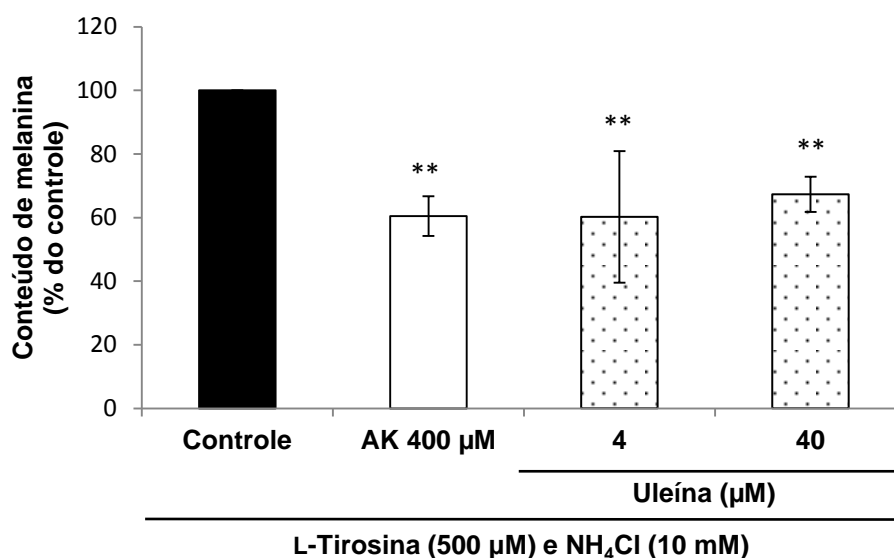 Conteúdo de melanina
(% do controle)
120
100
80
60
40
20
0
**
**
**
Controle
AK 400 µM
4
40
Uleína (µM)
L-Tirosina (500 µM) e NH₄Cl (10 mM)